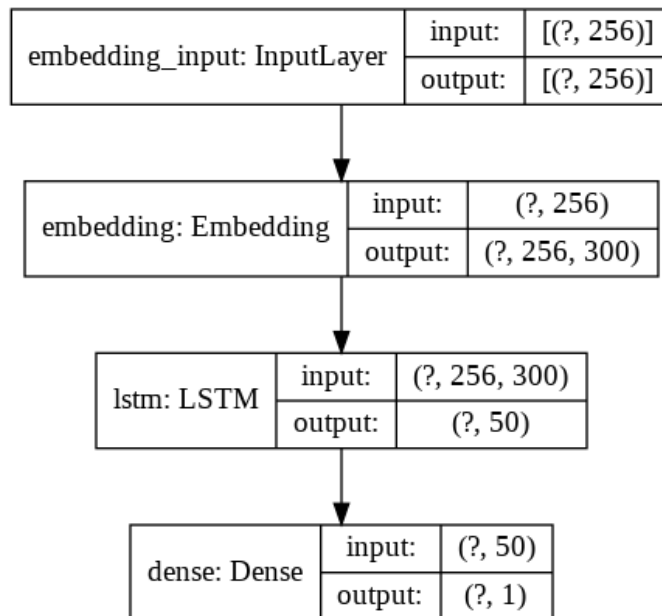 embedding_input: InputLayer
input: [(?, 256)]
output: [(?, 256)]
embedding: Embedding
input: (?, 256)
output: (?, 256, 300)
lstm: LSTM
input: (?, 256, 300)
output: (?, 50)
dense: Dense
input: (?, 50)
output: (?, 1)